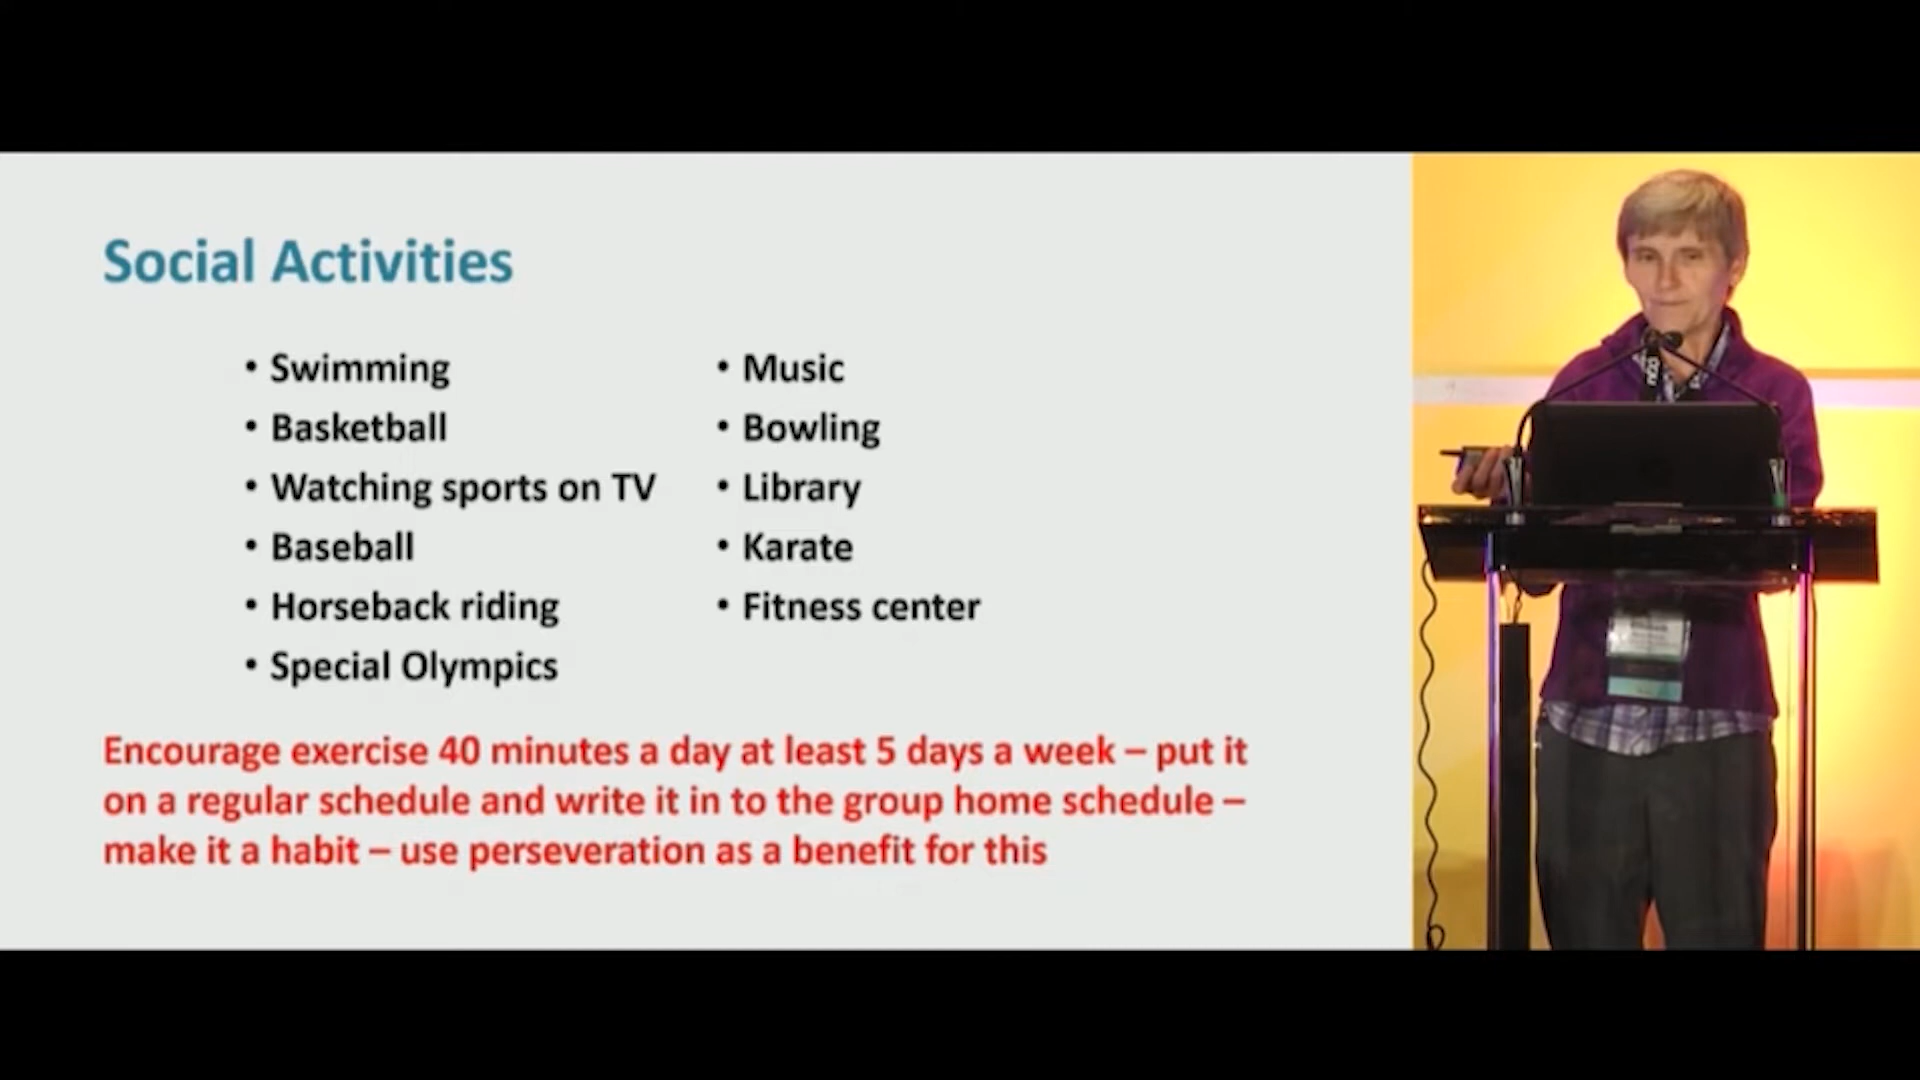 Social Activities
• Swimming
• Basketball
• Watching sports on TV
• Baseball
• Horseback riding
• Special Olympics
• Music
• Bowling
• Library
• Karate
• Fitness center
Encourage exercise 40 minutes a day at least 5 days a week – put it
on a regular schedule and write it in to the group home schedule –
make it a habit – use perseveration as a benefit for this